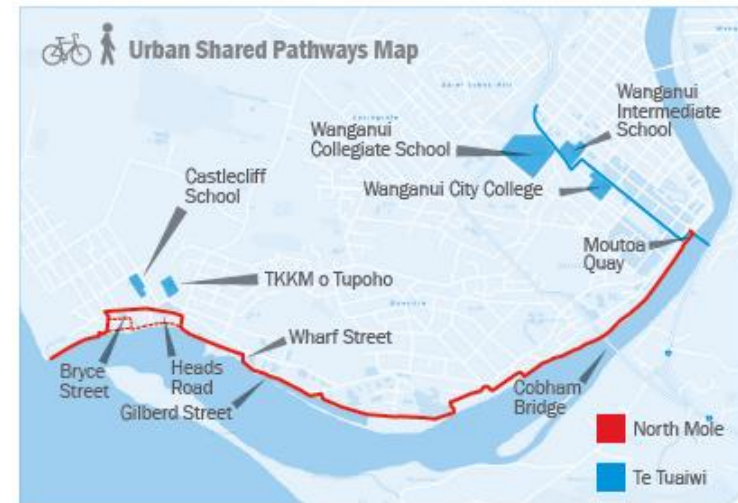 Urban Shared Pathways Map
Wanganui
Intermediate
School
Wanganui
Collegiate School
Castlecliff
School
Wanganui City College
Moutoa
Quay
TKKM o Tupoho
Wharf Street
Bryce
Street
Heads
Road
Gilberd Street
Cobham
Bridge
North Mole
Te Tuaiwi